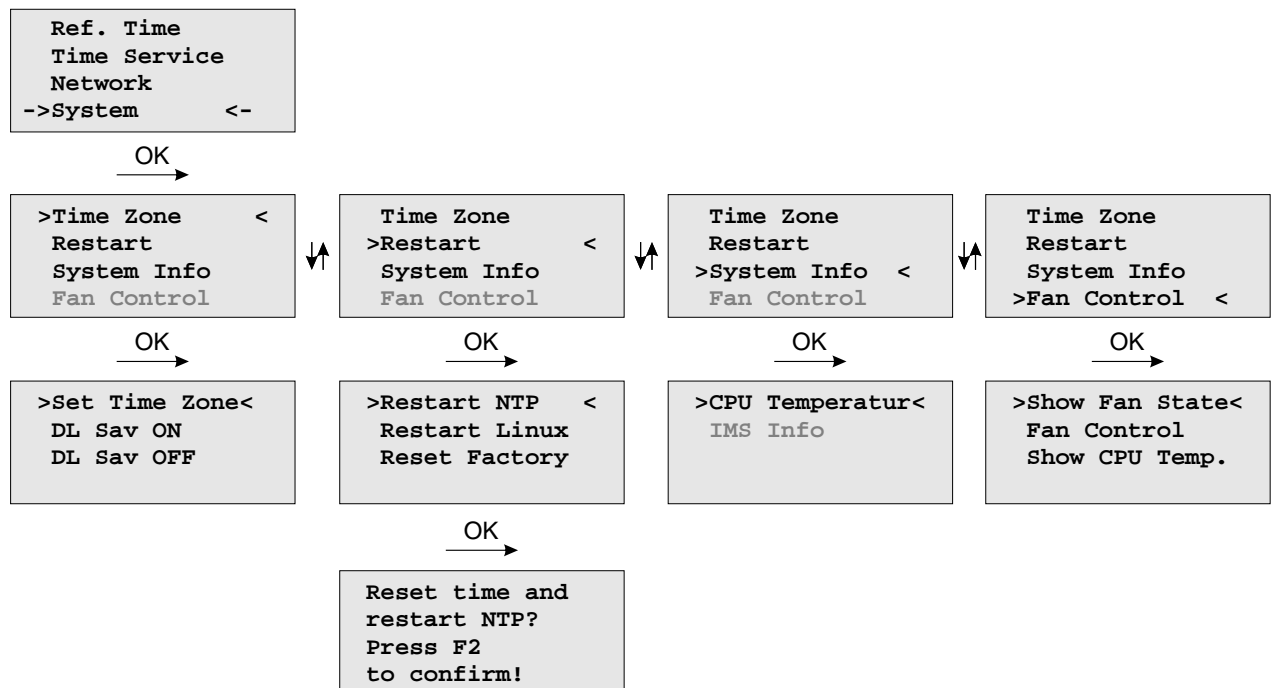 Ref. Time
Time Service
Network
->System <-
OK
>Time Zone <
Restart
System Info
Fan Control
Time Zone
>Restart <
System Info
Fan Control
Time Zone
Restart
>System Info <
Fan Control
Time Zone
Restart
System Info
>Fan Control <
OK
OK
OK
OK
>Set Time Zone<
DL Sav ON
DL Sav OFF
>Restart NTP <
Restart Linux
Reset Factory
>CPU Temperatur<
IMS Info
>Show Fan State<
Fan Control
Show CPU Temp.
OK
Reset time and
restart NTP?
Press F2
to confirm!